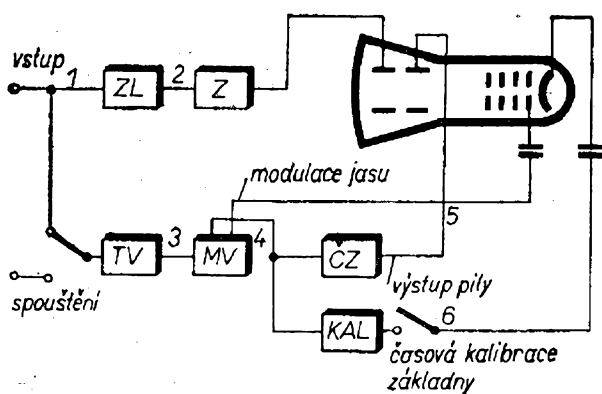 vstup
1
ZL
2
Z
modulace jasu
5
TV
3
MV
4
ČZ
výstup pily
spouštění
KAL
6
časová kalibrace
základny